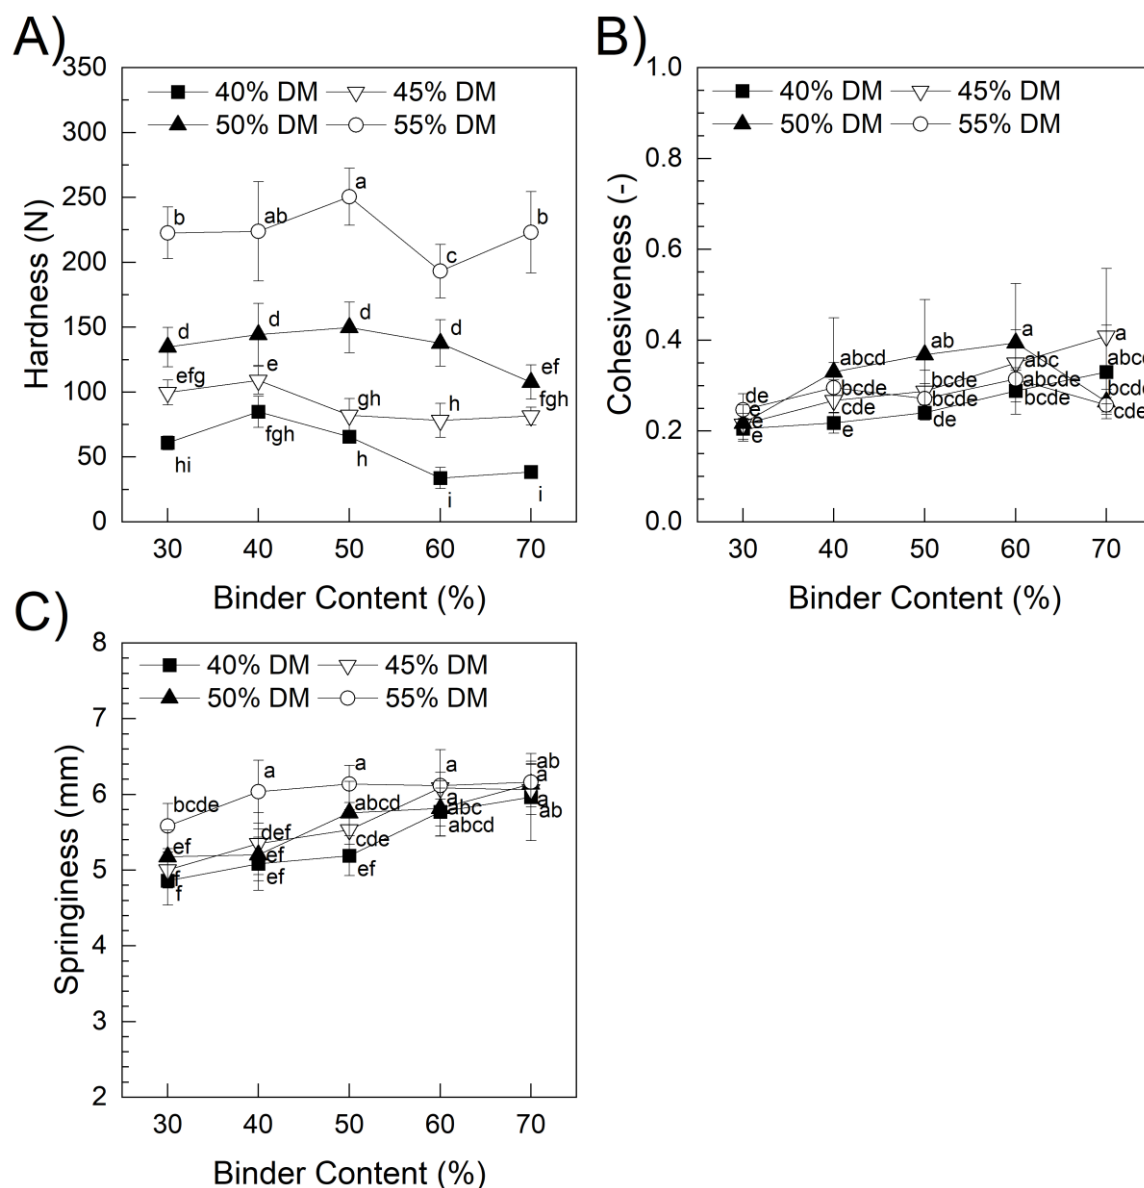 A)
350
300
250
200
150
100
50
0
Hardness (N)
40% DM 45% DM
50% DM 55% DM
b ab a c b
d d d d ef
efg e gh h fgh
hi fgh h i i
30 40 50 60 70
Binder Content (%)
B)
1.0
0.8
0.6
0.4
0.2
0.0
Cohesiveness (-)
40% DM 45% DM
50% DM 55% DM
abcd ab a a
de bcde bcde abc abcd
e cde bcde abcde bcde
e e de bcde cde
e
30 40 50 60 70
Binder Content (%)
C)
8
7
6
5
4
3
2
Springiness (mm)
40% DM 45% DM
50% DM 55% DM
bcde a a a ab
ef def abcd a a
f ef cde abc a
f ef ef abcd ab
30 40 50 60 70
Binder Content (%)